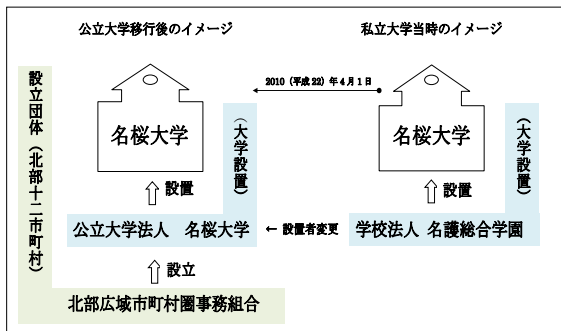 公立大学移行後のイメージ
私立大学当時のイメージ
2010（平成22）年4月1日
設立団体（北部十二市町村）
名桜大学
（大学設置）
名桜大学
（大学設置）
設置
設置
公立大学法人　名桜大学
← 設置者変更
学校法人 名護総合学園
設立
北部広域市町村圏事務組合